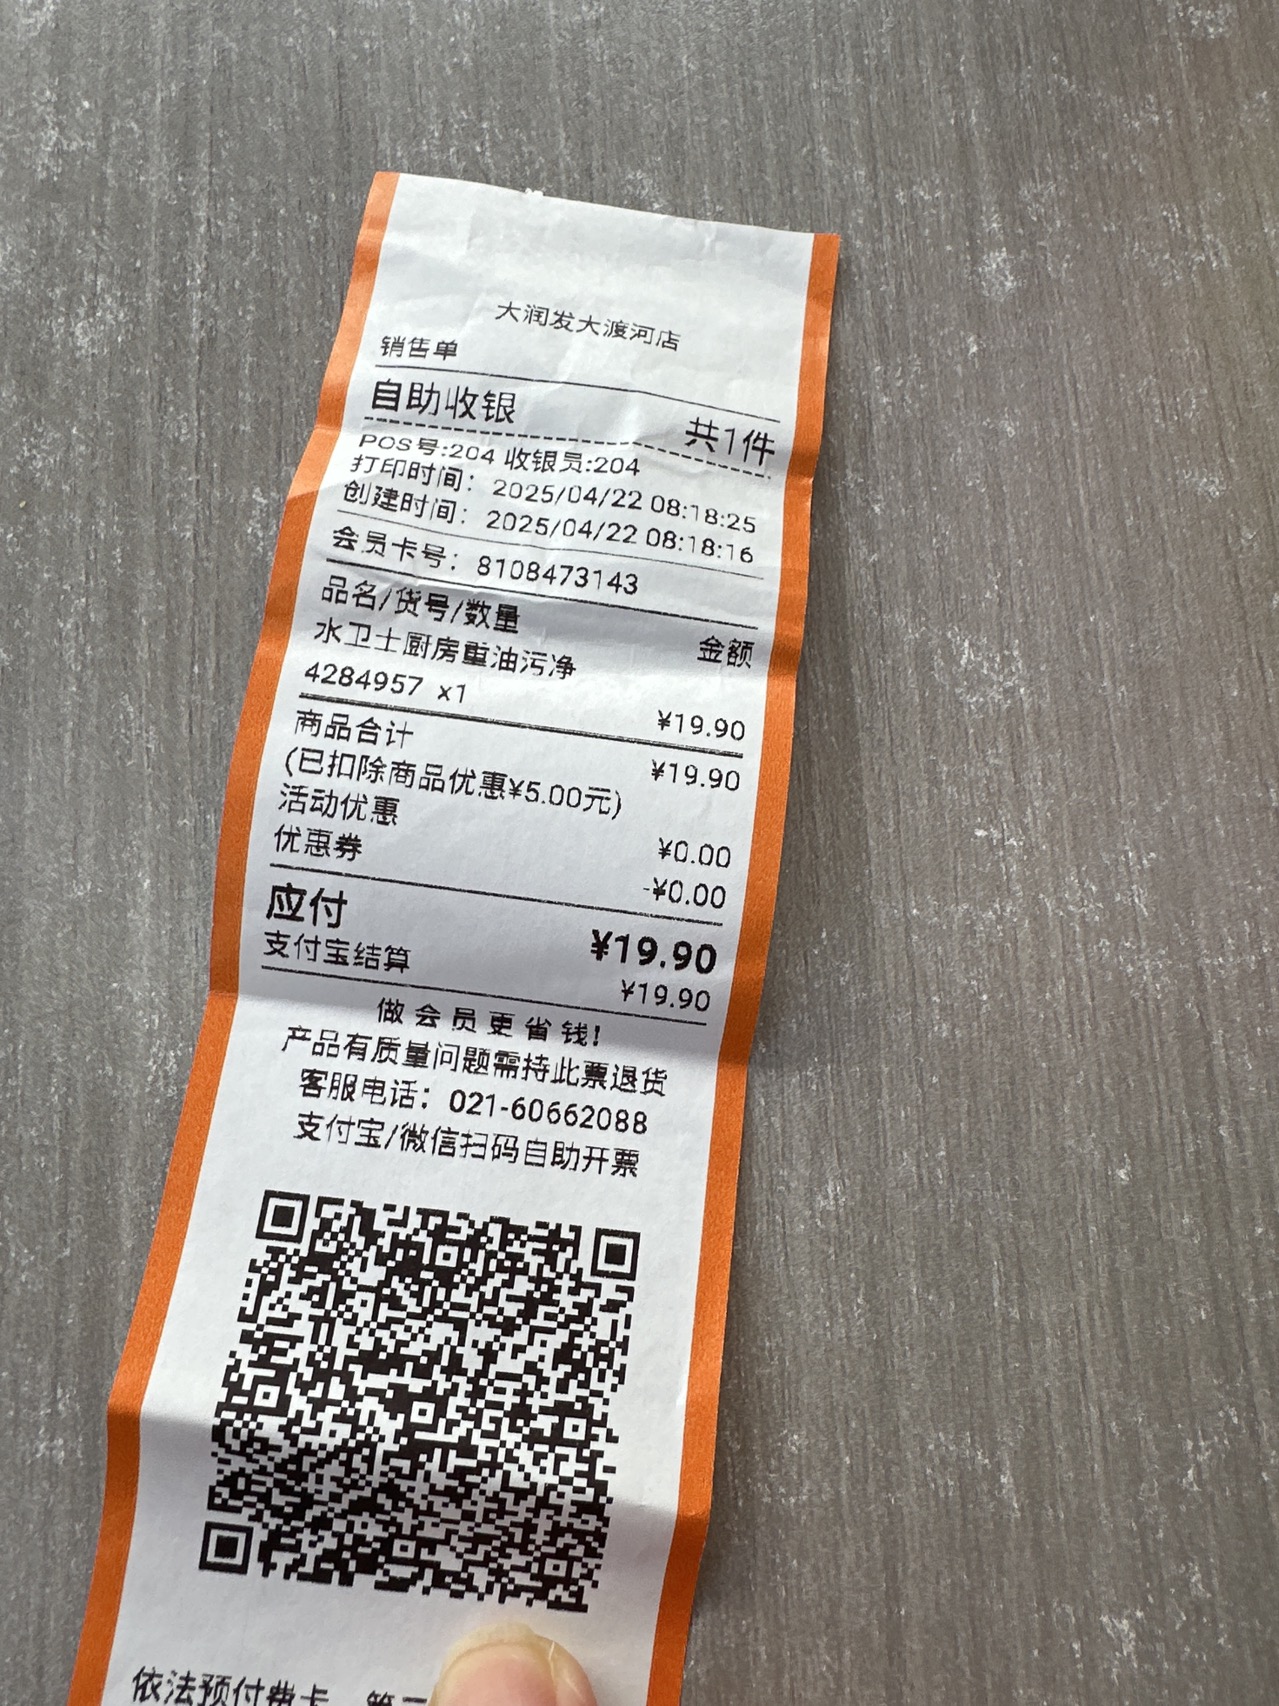 大润发大渡河店
销售单
自助收银 共1件
POS号:204 收银员:204
打印时间: 2025/04/22 08:18:25
创建时间: 2025/04/22 08:18:16
会员卡号: 8108473143
品名/货号/数量 金额
水卫士厨房重油污净
4284957 x1 ¥19.90
商品合计 ¥19.90
(已扣除商品优惠¥5.00元)
活动优惠 ¥0.00
优惠券 -¥0.00
应付 ¥19.90
支付宝结算 ¥19.90
做会员更省钱!
产品有质量问题需持此票退货
客服电话: 021-60662088
支付宝/微信扫码自助开票
依法预付费卡、第二